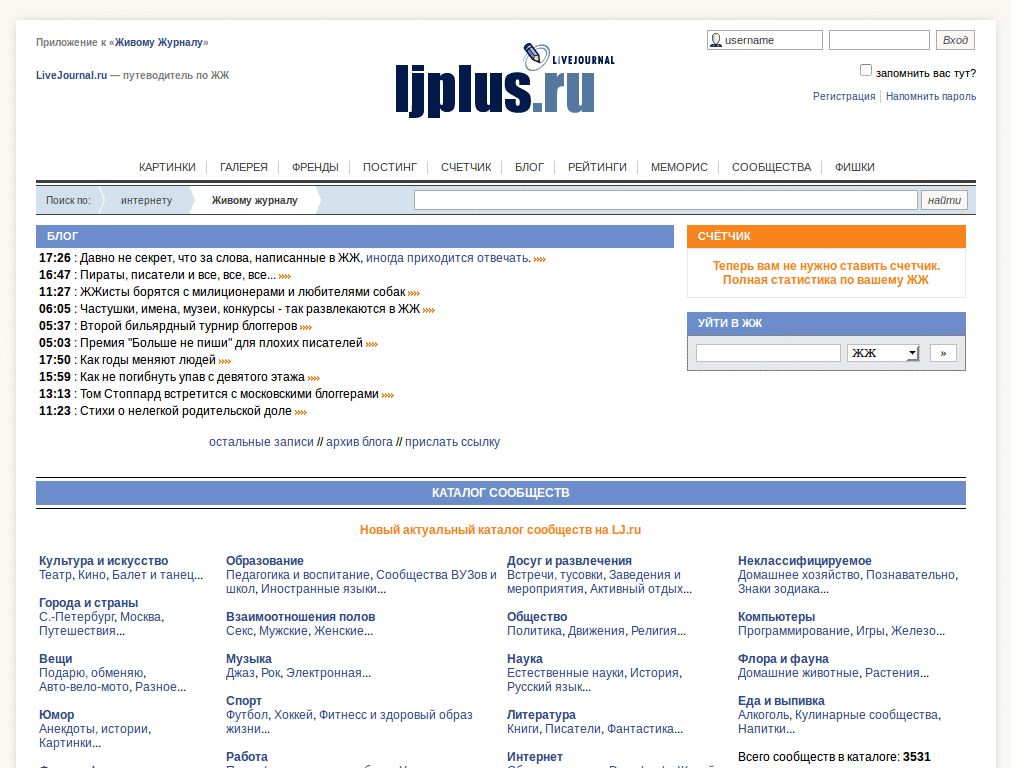 Приложение к «Живому Журналу»
LiveJournal.ru — путеводитель по ЖЖ
LIVEJOURNAL
ljplus.ru
username
Вход
запомнить вас тут?
Регистрация
Напомнить пароль
КАРТИНКИ ГАЛЕРЕЯ ФРЕНДЫ ПОСТИНГ СЧЕТЧИК БЛОГ РЕЙТИНГИ МЕМОРИС СООБЩЕСТВА ФИШКИ
Поиск по: интернету Живому журналу найти
БЛОГ
17:26 : Давно не секрет, что за слова, написанные в ЖЖ, иногда приходится отвечать.
16:47 : Пираты, писатели и все, все, все...
11:27 : ЖЖисты борятся с милиционерами и любителями собак
06:05 : Частушки, имена, музеи, конкурсы - так развлекаются в ЖЖ
05:37 : Второй бильярдный турнир блоггеров
05:03 : Премия "Больше не пиши" для плохих писателей
17:50 : Как годы меняют людей
15:59 : Как не погибнуть упав с девятого этажа
13:13 : Том Стоппард встретится с московскими блоггерами
11:23 : Стихи о нелегкой родительской доле
остальные записи // архив блога // прислать ссылку
СЧЁТЧИК
Теперь вам не нужно ставить счетчик.
Полная статистика по вашему ЖЖ
УЙТИ В ЖЖ
ЖЖ »
КАТАЛОГ СООБЩЕСТВ
Новый актуальный каталог сообществ на LJ.ru
Культура и искусство
Театр, Кино, Балет и танец...
Города и страны
С.-Петербург, Москва,
Путешествия...
Вещи
Подарю, обменяю,
Авто-вело-мото, Разное...
Юмор
Анекдоты, истории,
Картинки...
Образование
Педагогика и воспитание, Сообщества ВУЗов и
школ, Иностранные языки...
Взаимоотношения полов
Секс, Мужские, Женские...
Музыка
Джаз, Рок, Электронная...
Спорт
Футбол, Хоккей, Фитнесс и здоровый образ
жизни...
Работа
Досуг и развлечения
Встречи, тусовки, Заведения и
мероприятия, Активный отдых...
Общество
Политика, Движения, Религия...
Наука
Естественные науки, История,
Русский язык...
Литература
Книги, Писатели, Фантастика...
Интернет
Неклассифицируемое
Домашнее хозяйство, Познавательно,
Знаки зодиака...
Компьютеры
Программирование, Игры, Железо...
Флора и фауна
Домашние животные, Растения...
Еда и выпивка
Алкоголь, Кулинарные сообщества,
Напитки...
Всего сообществ в каталоге: 3531